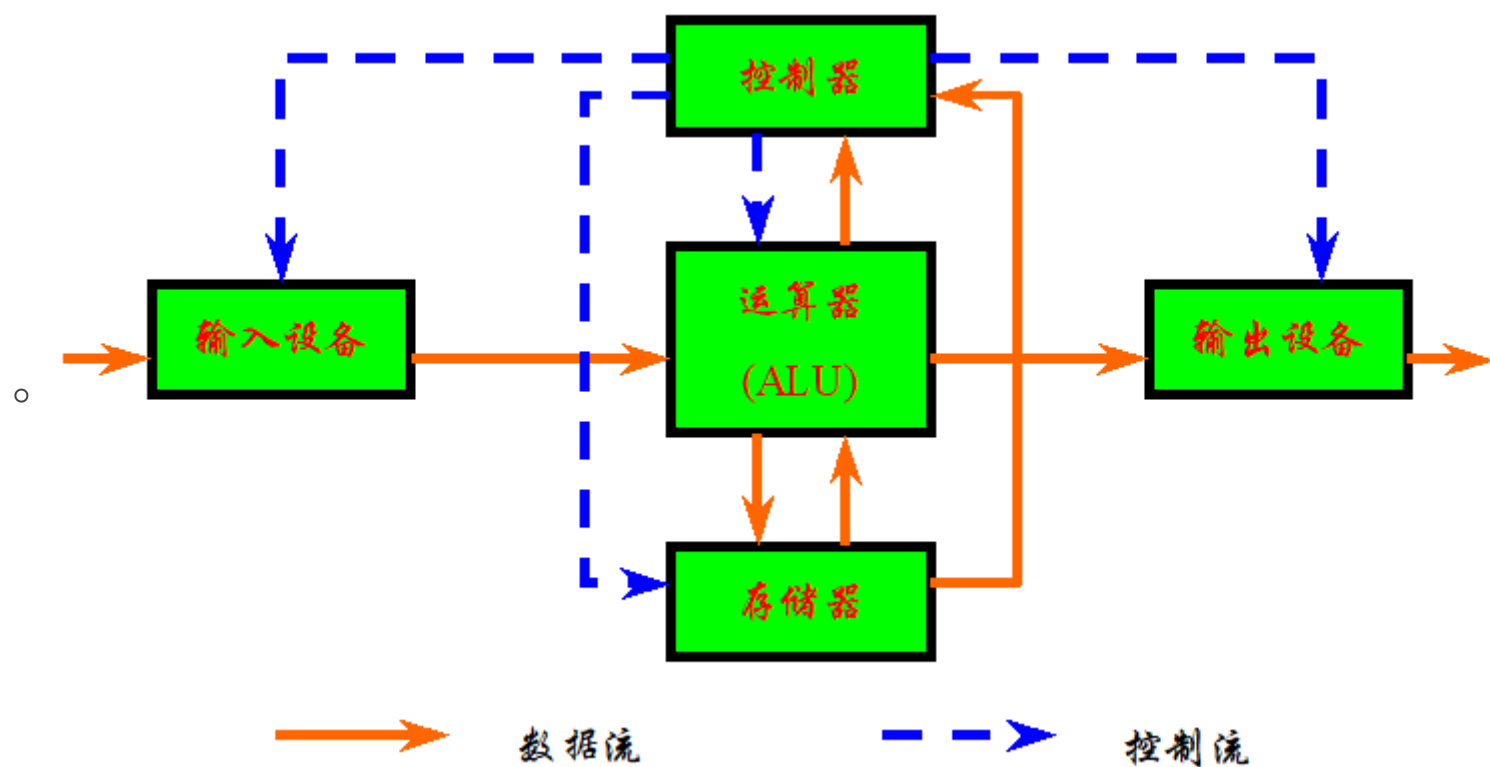 控制器
运算器
(ALU)
输入设备
输出设备
存储器
数据流
控制流